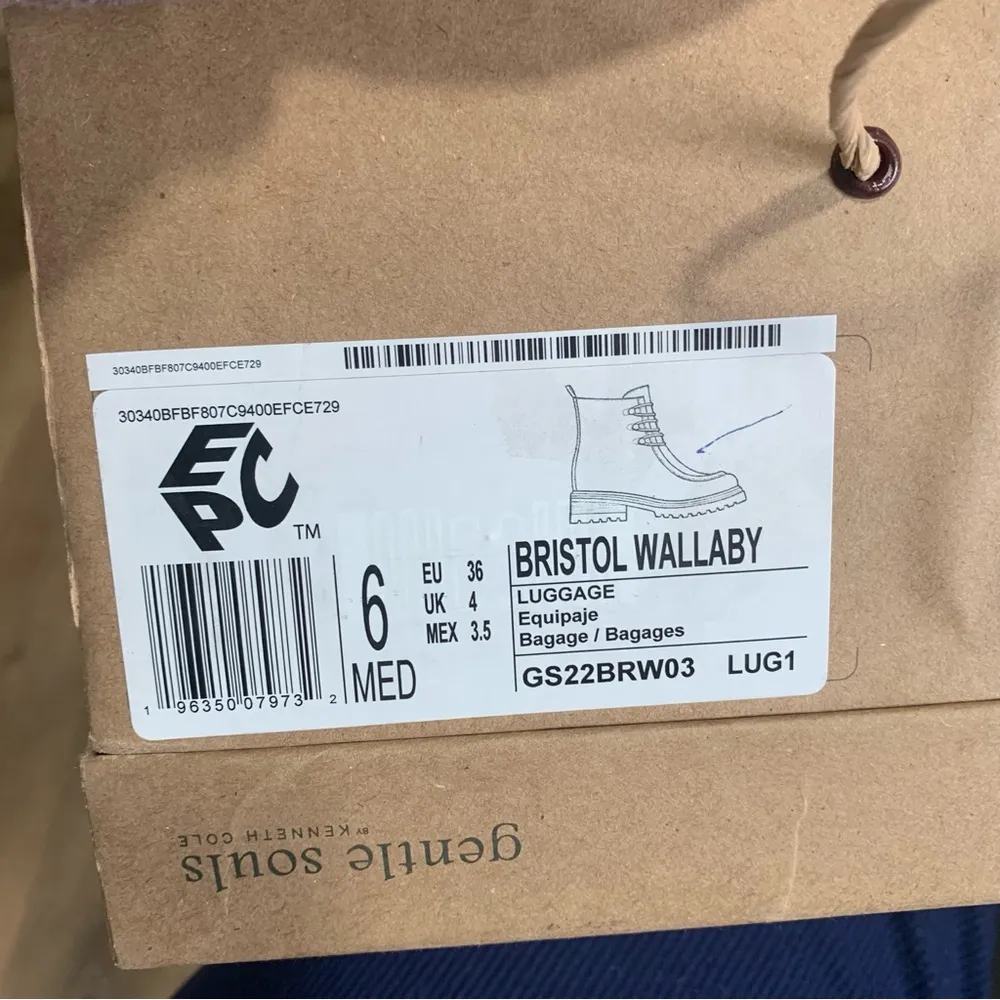 30340BFBF807C9400EFCE729
30340BFBF807C9400EFCE729
EPC
TM
1 96350 07973 2
6
MED
EU 36
UK 4
MEX 3.5
BRISTOL WALLABY
LUGGAGE
Equipaje
Bagage / Bagages
GS22BRW03 LUG1
gentle souls
BY KENNETH COLE